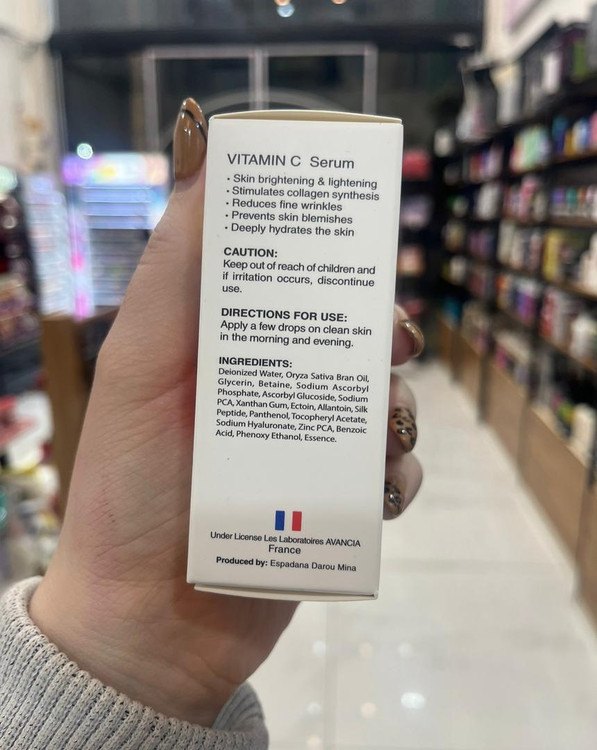 VITAMIN C Serum
• Skin brightening & lightening
• Stimulates collagen synthesis
• Reduces fine wrinkles
• Prevents skin blemishes
• Deeply hydrates the skin
CAUTION:
Keep out of reach of children and
if irritation occurs, discontinue
use.
DIRECTIONS FOR USE:
Apply a few drops on clean skin
in the morning and evening.
INGREDIENTS:
Deionized Water, Oryza Sativa Bran Oil,
Glycerin, Betaine, Sodium Ascorbyl
Phosphate, Ascorbyl Glucoside, Sodium
PCA, Xanthan Gum, Ectoin, Allantoin, Silk
Peptide, Panthenol, Tocopheryl Acetate,
Sodium Hyaluronate, Zinc PCA, Benzoic
Acid, Phenoxy Ethanol, Essence.
Under License Les Laboratoires AVANCIA
France
Produced by: Espadana Darou Mina